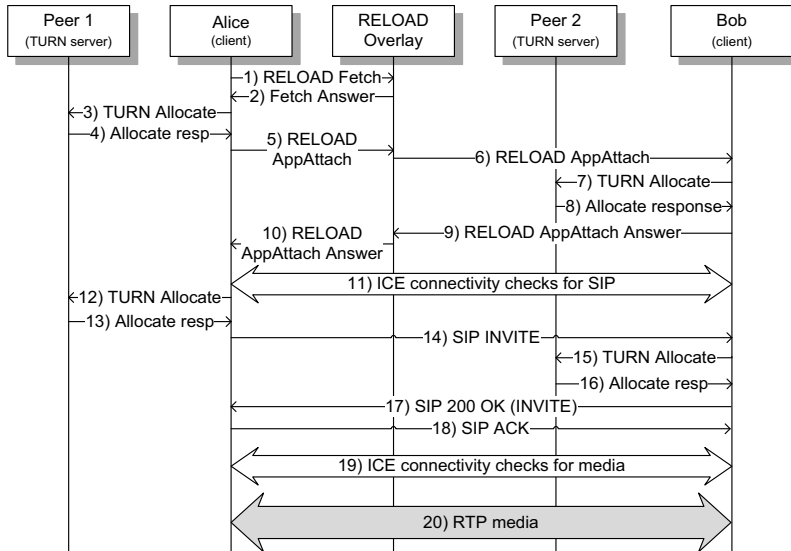 Peer 1
(TURN server)
Alice
(client)
RELOAD
Overlay
Peer 2
(TURN server)
Bob
(client)
1) RELOAD Fetch
2) Fetch Answer
3) TURN Allocate
4) Allocate resp
5) RELOAD
AppAttach
6) RELOAD AppAttach
7) TURN Allocate
8) Allocate response
9) RELOAD AppAttach Answer
10) RELOAD
AppAttach Answer
11) ICE connectivity checks for SIP
12) TURN Allocate
13) Allocate resp
14) SIP INVITE
15) TURN Allocate
16) Allocate resp
17) SIP 200 OK (INVITE)
18) SIP ACK
19) ICE connectivity checks for media
20) RTP media